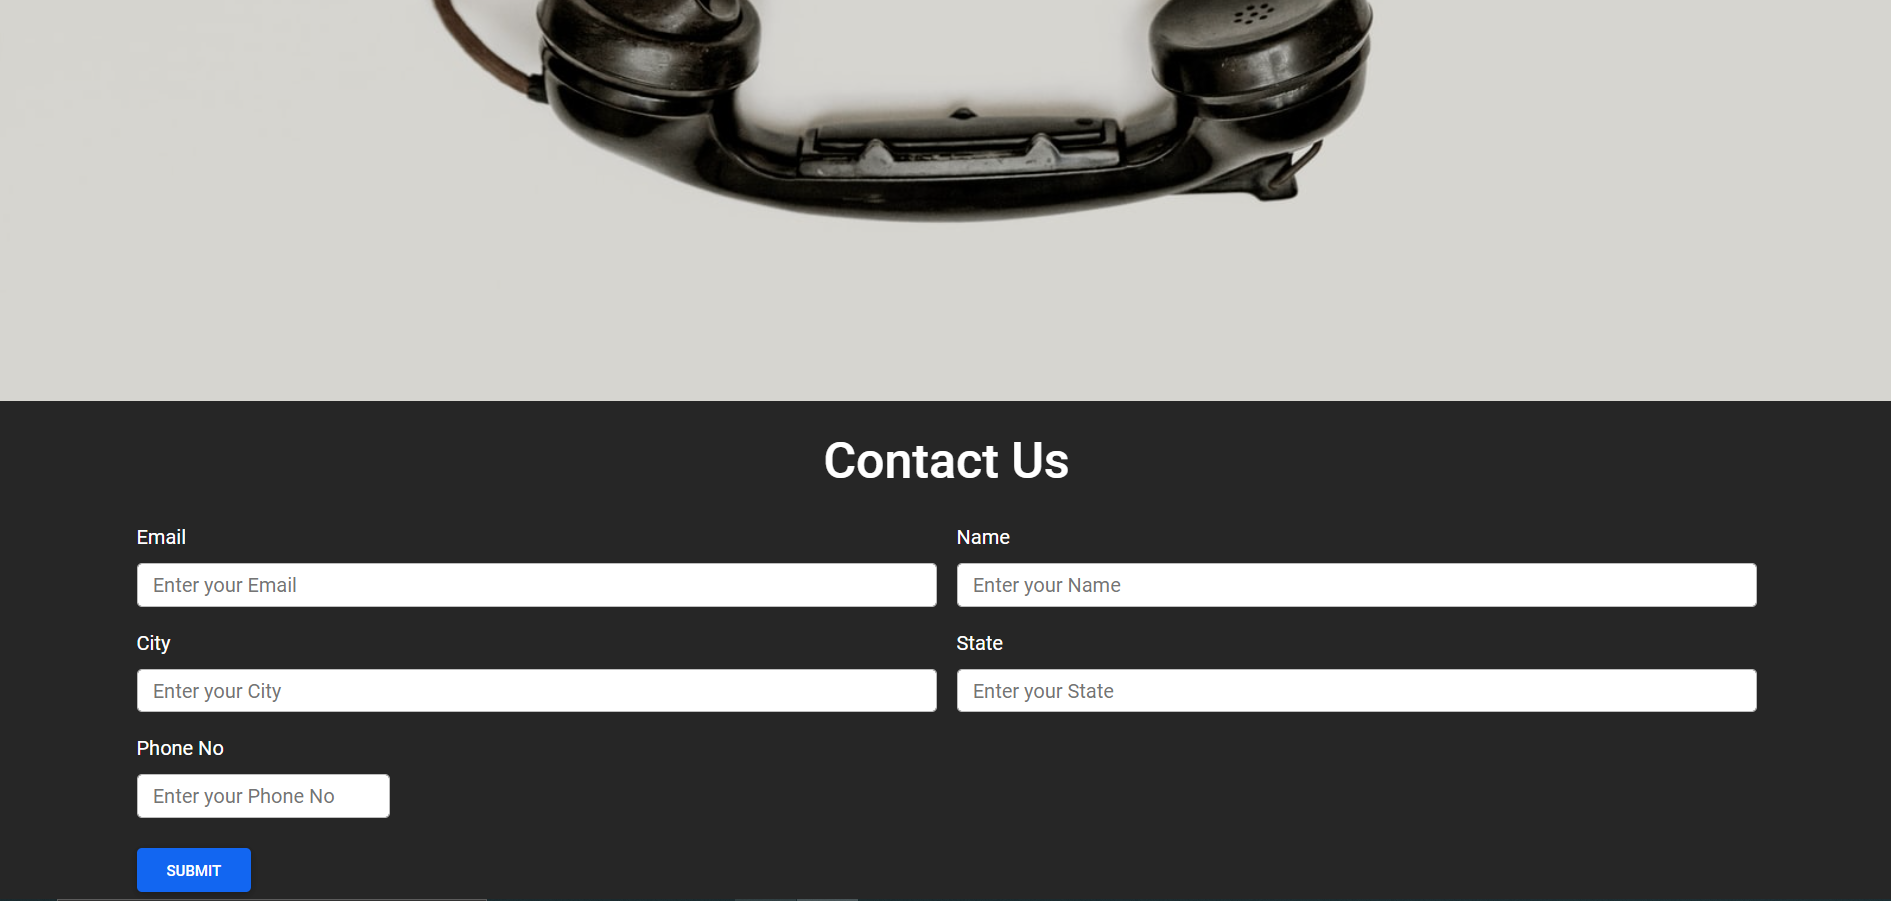 Contact Us
Email
Name
Enter your Email
Enter your Name
City
State
Enter your City
Enter your State
Phone No
Enter your Phone No
SUBMIT